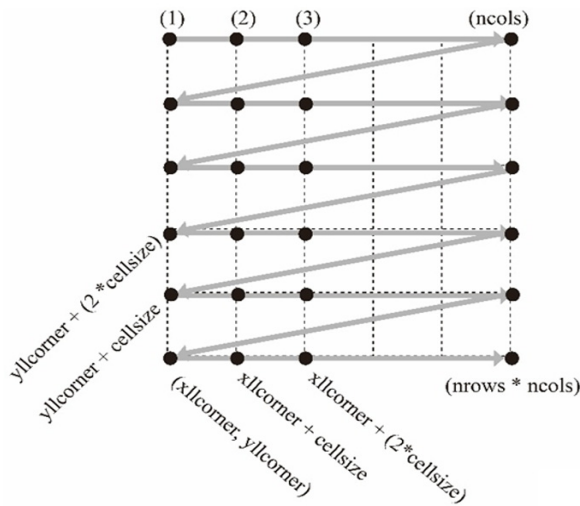 (1) (2) (3) (ncols)
yllcorner + (2*cellsize)
yllcorner + cellsize
(xllcorner, yllcorner)
xllcorner + cellsize
xllcorner + (2*cellsize)
(nrows * ncols)